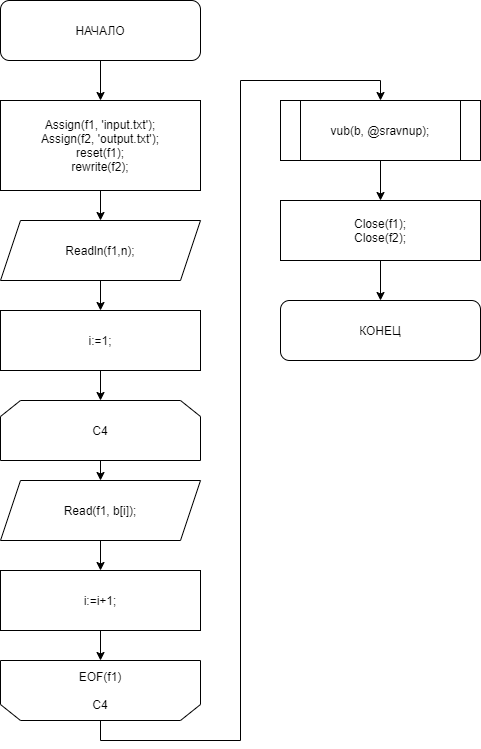 НАЧАЛО
Assign(f1, 'input.txt');
Assign(f2, 'output.txt');
reset(f1);
rewrite(f2);
Readln(f1,n);
i:=1;
C4
Read(f1, b[i]);
i:=i+1;
EOF(f1)
C4
vub(b, @sravnup);
Close(f1);
Close(f2);
КОНЕЦ